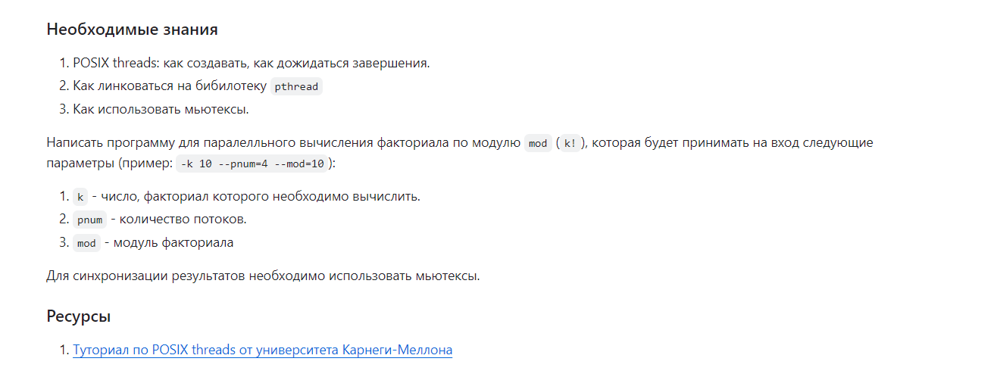 Необходимые знания
1. POSIX threads: как создавать, как дожидаться завершения.
2. Как линковаться на бибилотеку pthread
3. Как использовать мьютексы.
Написать программу для паралелльного вычисления факториала по модулю mod ( k! ), которая будет принимать на вход следующие
параметры (пример: -k 10 --pnum=4 --mod=10 ):
1. k - число, факториал которого необходимо вычислить.
2. pnum - количество потоков.
3. mod - модуль факториала
Для синхронизации результатов необходимо использовать мьютексы.
Ресурсы
1. Туториал по POSIX threads от университета Карнеги-Меллона